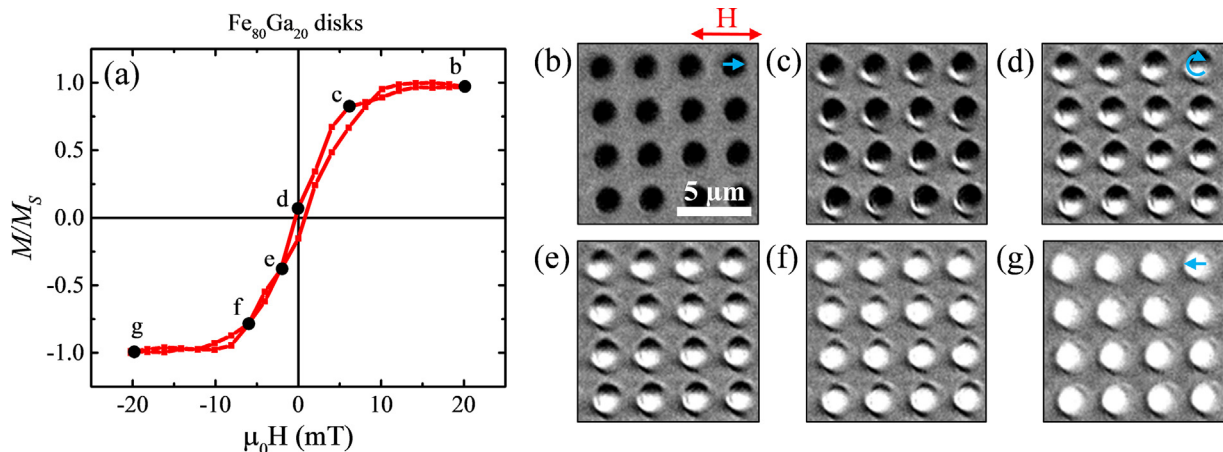 Fe80Ga20 disks
H
(a)
b
c
d
e
f
g
1.0
0.5
0.0
-0.5
-1.0
M/MS
-20
-10
0
10
20
μ0H (mT)
(b)
5 μm
(c)
(d)
(e)
(f)
(g)